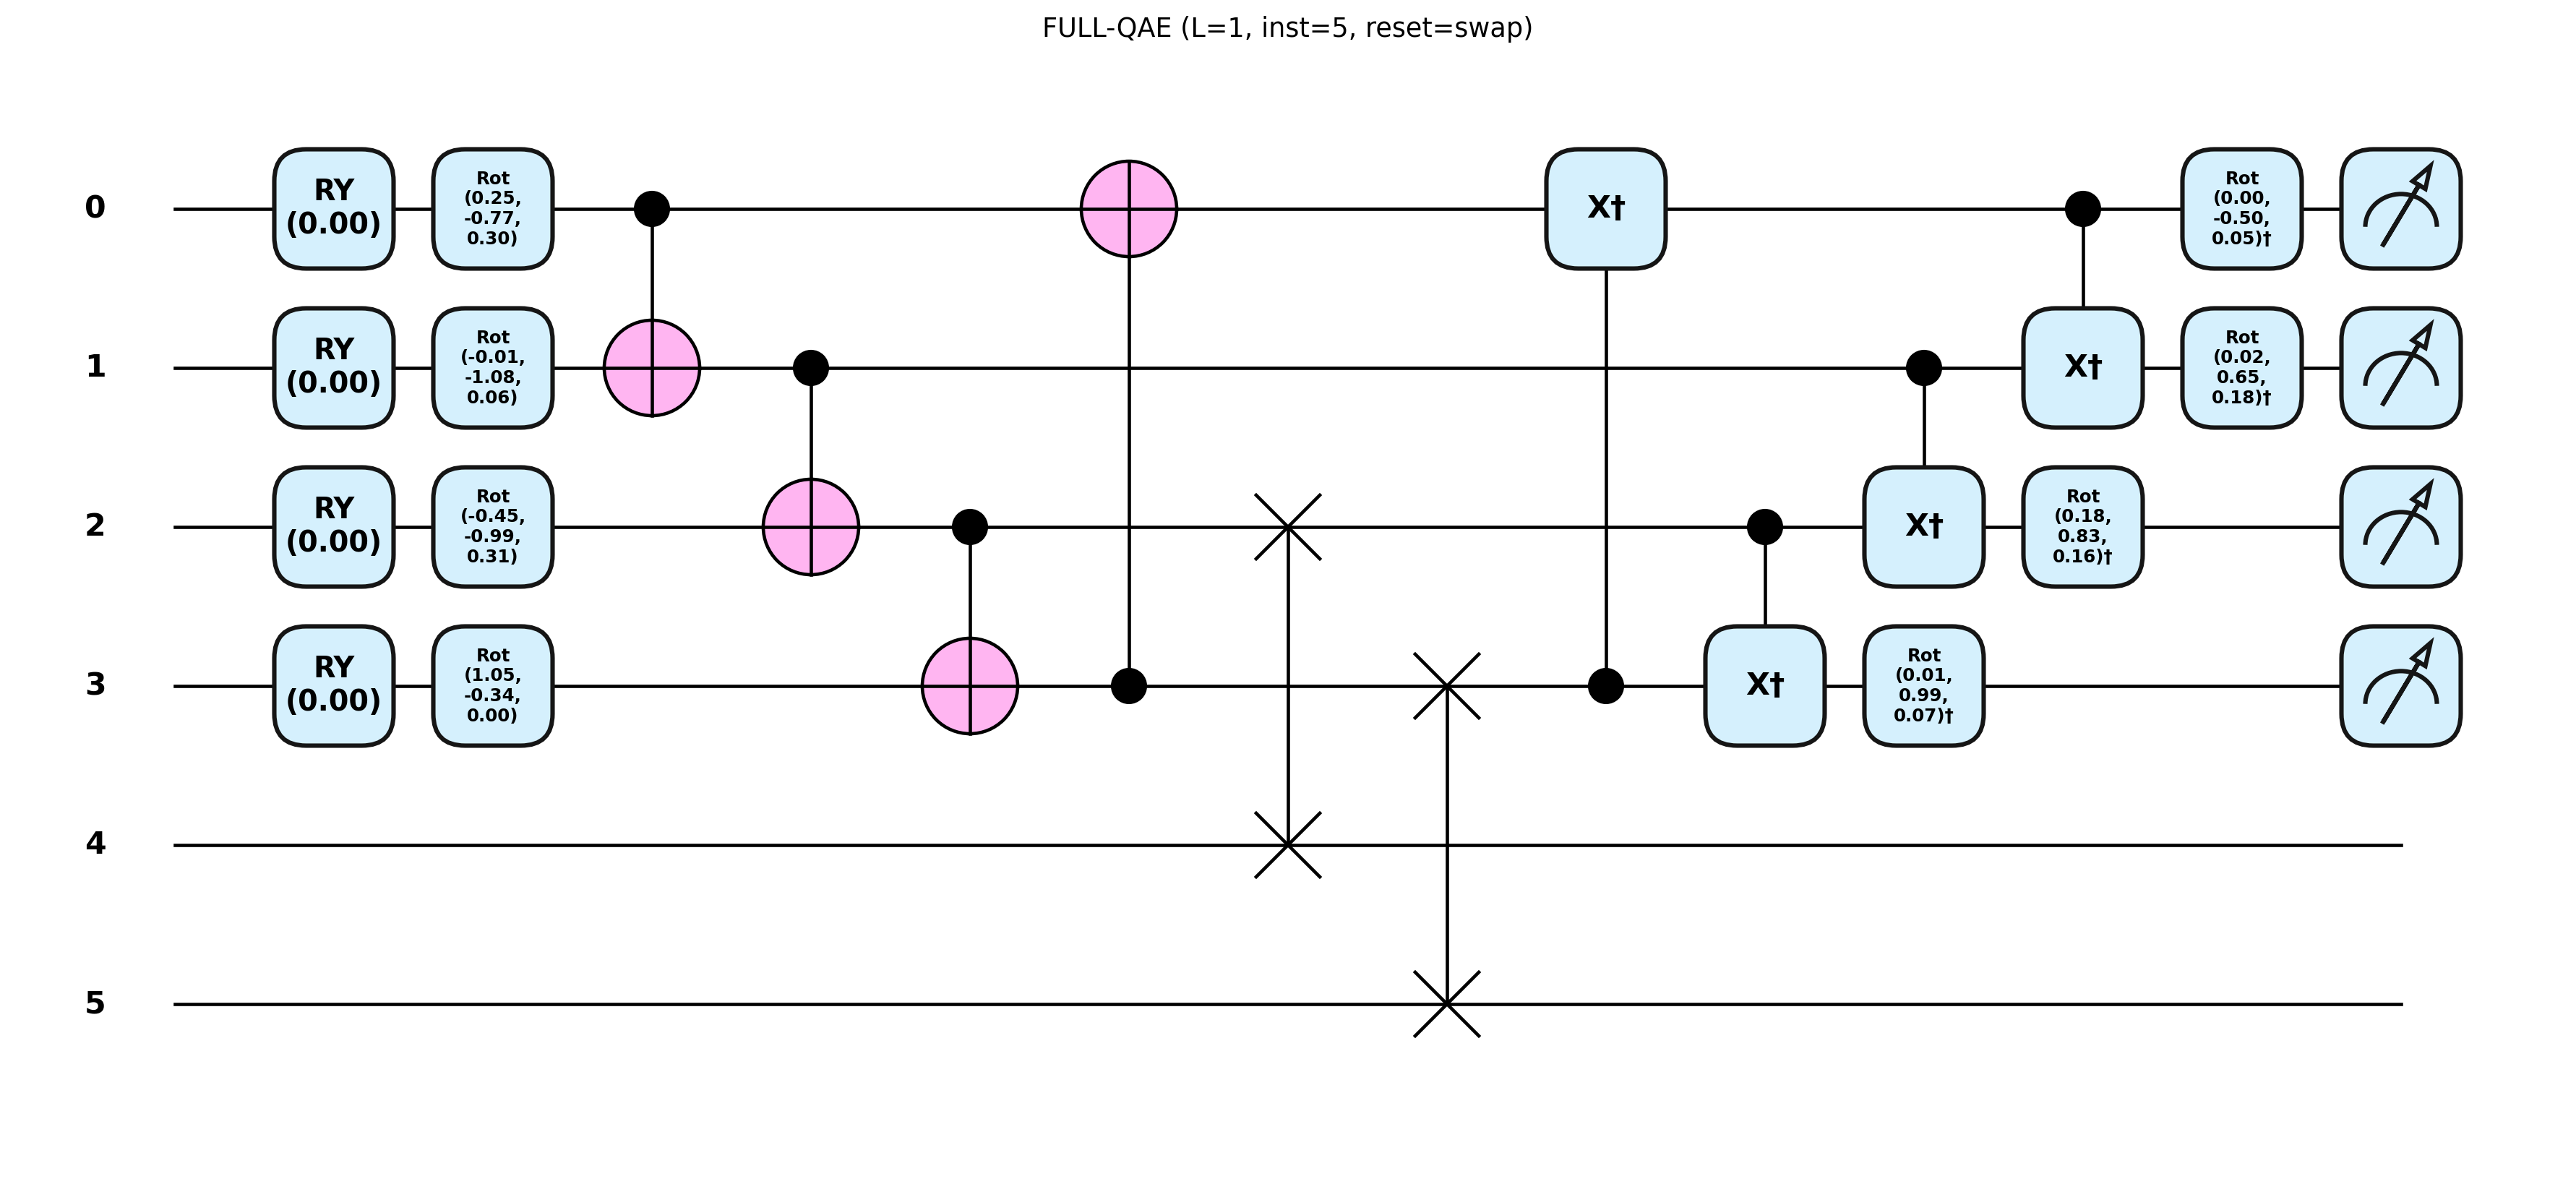 FULL-QAE (L=1, inst=5, reset=swap)
0
RY
(0.00)
Rot
(0.25,
-0.77,
0.30)
X†
Rot
(0.00,
-0.50,
0.05)†
1
RY
(0.00)
Rot
(-0.01,
-1.08,
0.06)
X†
Rot
(0.02,
0.65,
0.18)†
2
RY
(0.00)
Rot
(-0.45,
-0.99,
0.31)
X†
Rot
(0.18,
0.83,
0.16)†
3
RY
(0.00)
Rot
(1.05,
-0.34,
0.00)
X†
Rot
(0.01,
0.99,
0.07)†
4
5